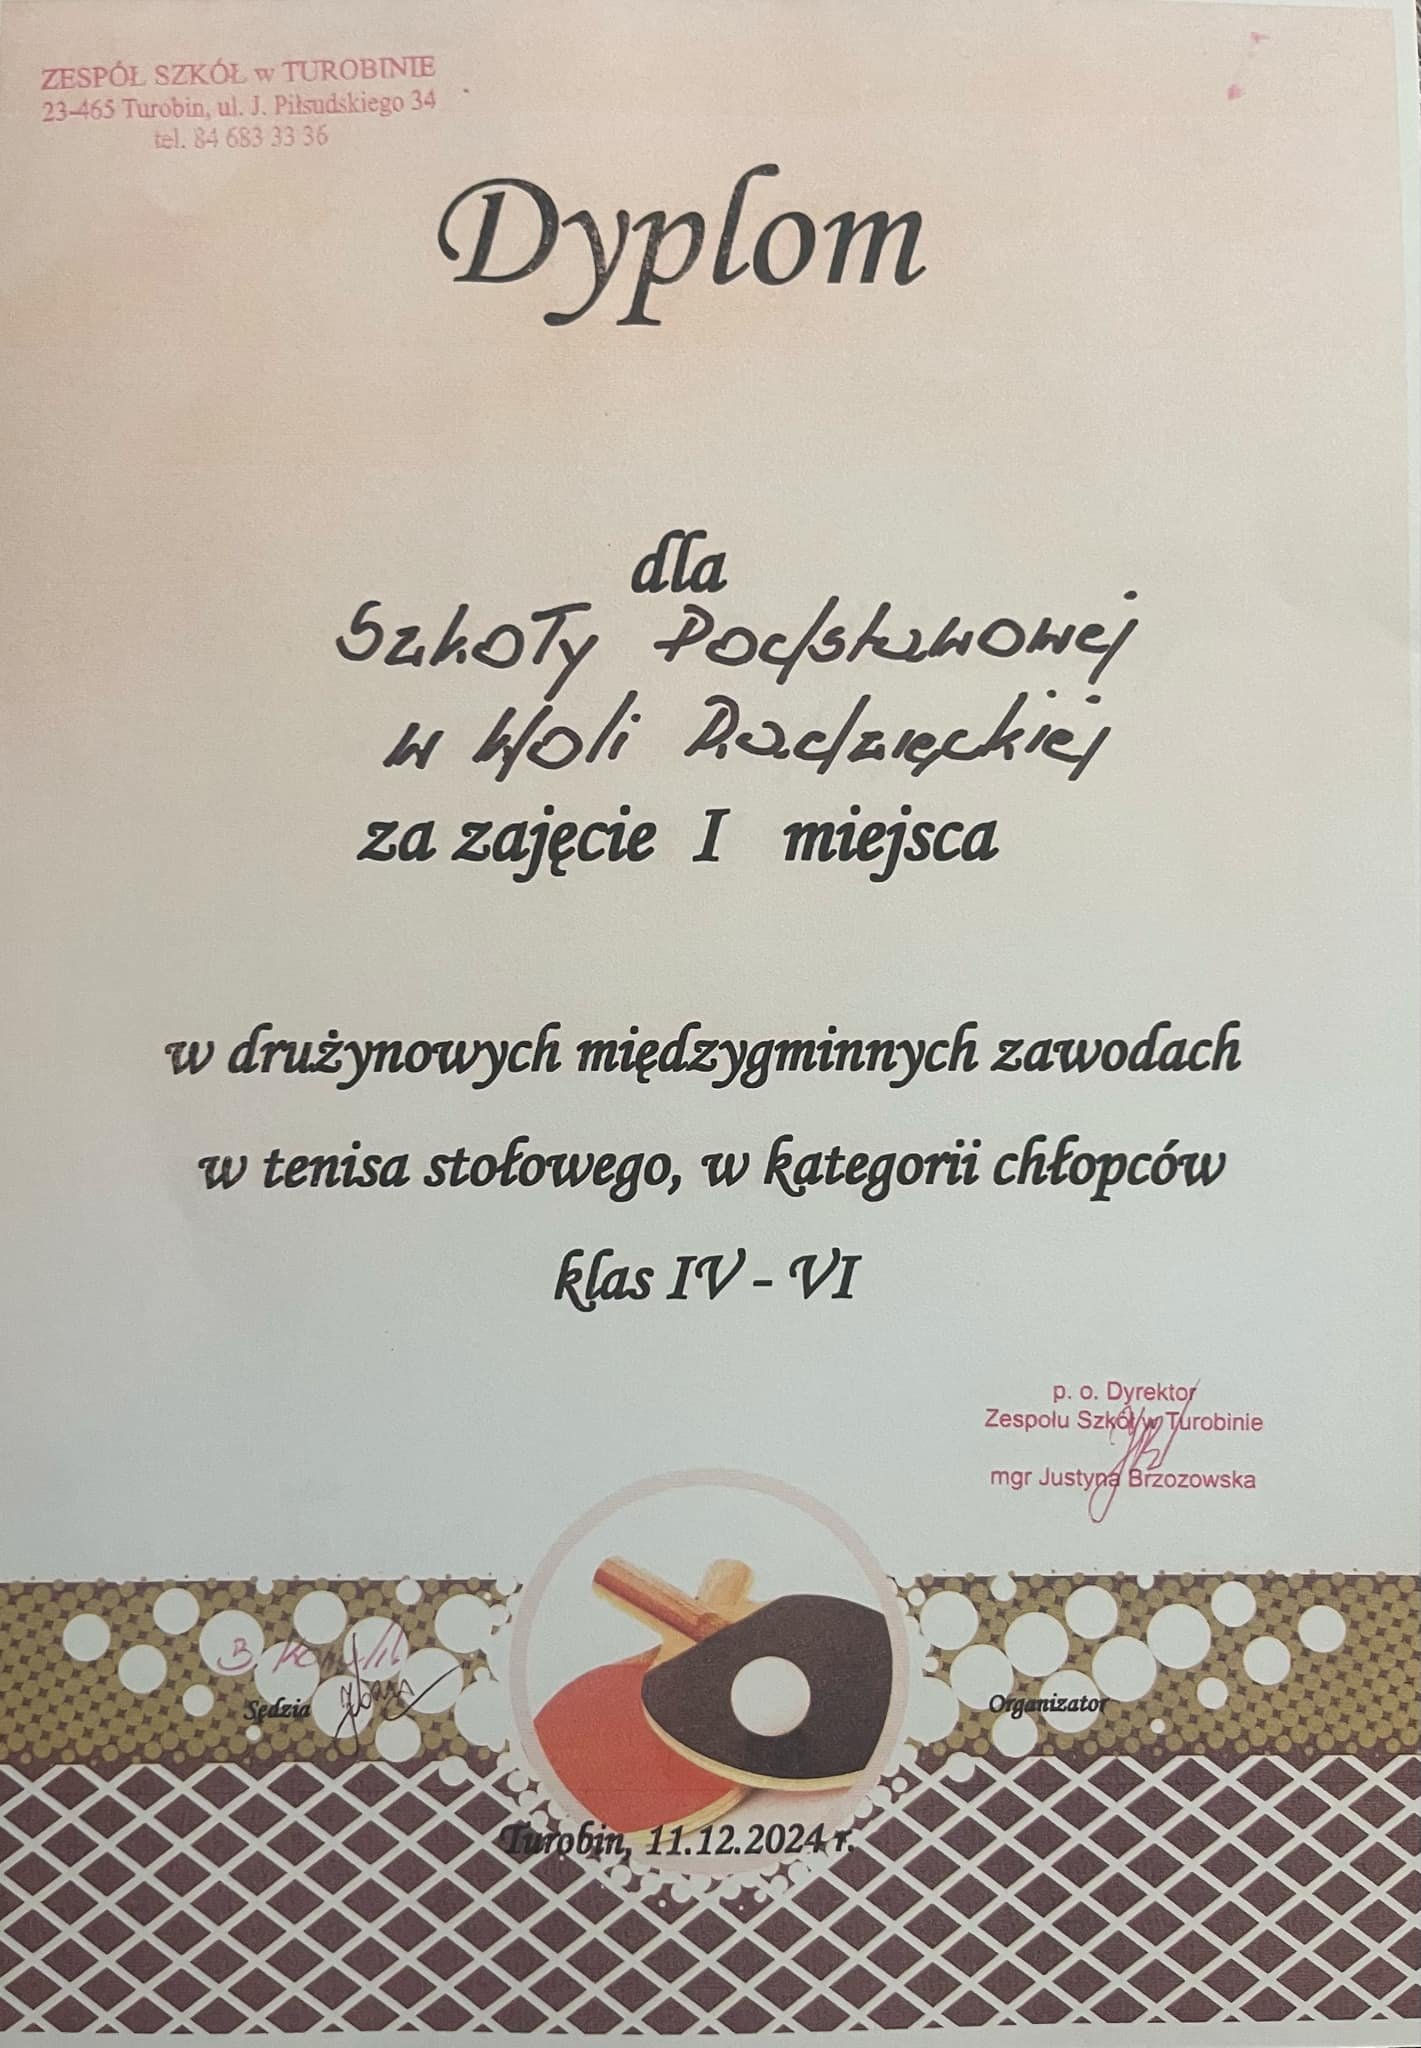 ZESPÓŁ SZKÓŁ w TUROBINIE
23-465 Turobin, ul. J. Piłsudskiego 34
tel. 84 683 33 36
Dyplom
dla
Szkoły Podstawowej
w Woli Radzięckiej
za zajęcie I miejsca
w drużynowych międzygminnych zawodach
w tenisa stołowego, w kategorii chłopców
klas IV - VI
p. o. Dyrektor
Zespołu Szkół w Turobinie
mgr Justyna Brzozowska
Sędzia
Organizator
Turobin, 11.12.2024 r.